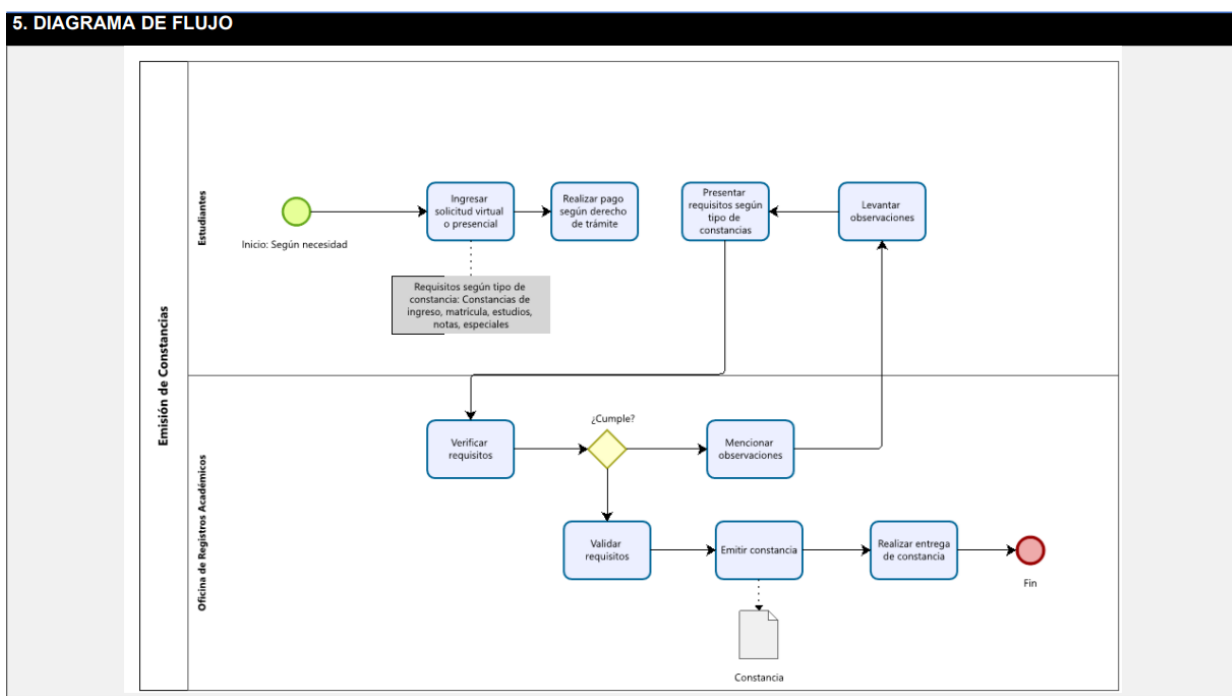 5. DIAGRAMA DE FLUJO
Emisión de Constancias
Estudiantes
Inicio: Según necesidad
Ingresar
solicitud virtual
o presencial
Realizar pago
según derecho
de trámite
Presentar
requisitos según
tipo de
constancias
Levantar
observaciones
Requisitos según tipo de
constancia: Constancias de
ingreso, matricula, estudios,
notas, especiales
Oficina de Registros Académicos
Verificar
requisitos
¿Cumple?
Mencionar
observaciones
Validar
requisitos
Emitir constancia
Realizar entrega
de constancia
Fin
Constancia